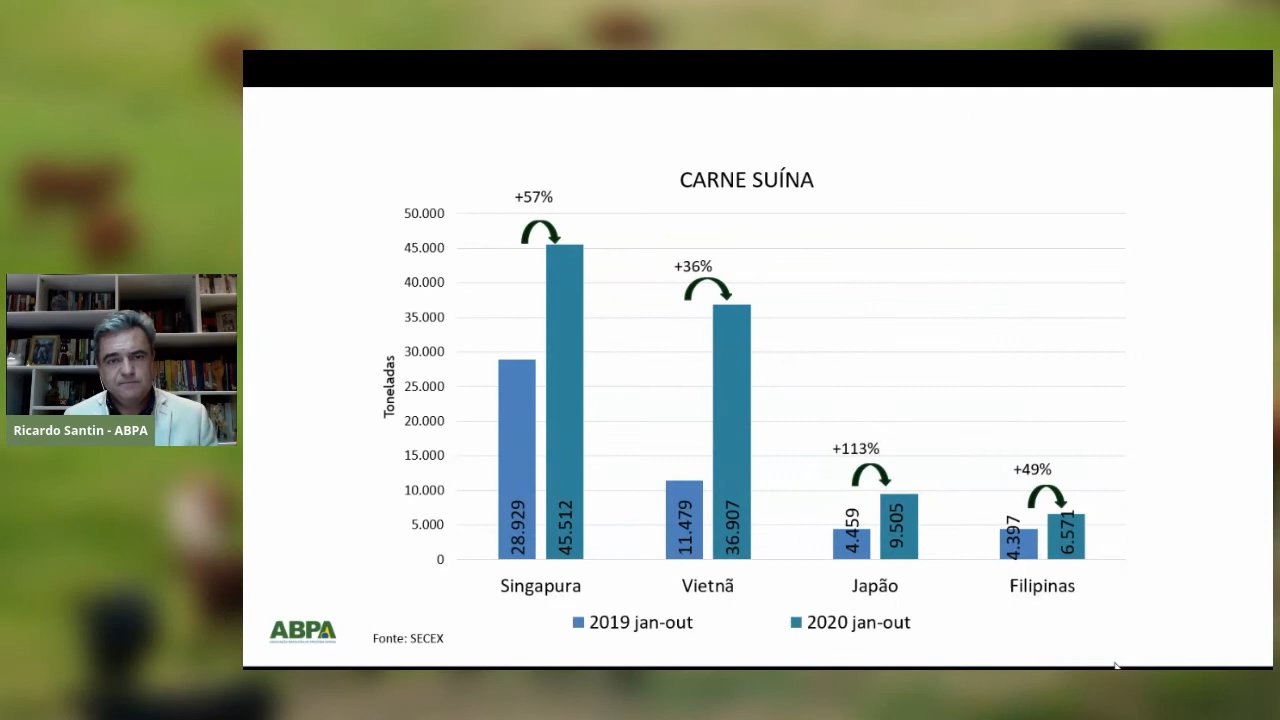 CARNE SUÍNA
+57%
+36%
+113%
+49%
50.000
45.000
40.000
35.000
30.000
25.000
20.000
15.000
10.000
5.000
0
Toneladas
28.929
45.512
11.479
36.907
4.459
9.505
4.397
6.571
Singapura
Vietnã
Japão
Filipinas
2019 jan-out
2020 jan-out
ABPA
Fonte: SECEX
Ricardo Santin - ABPA